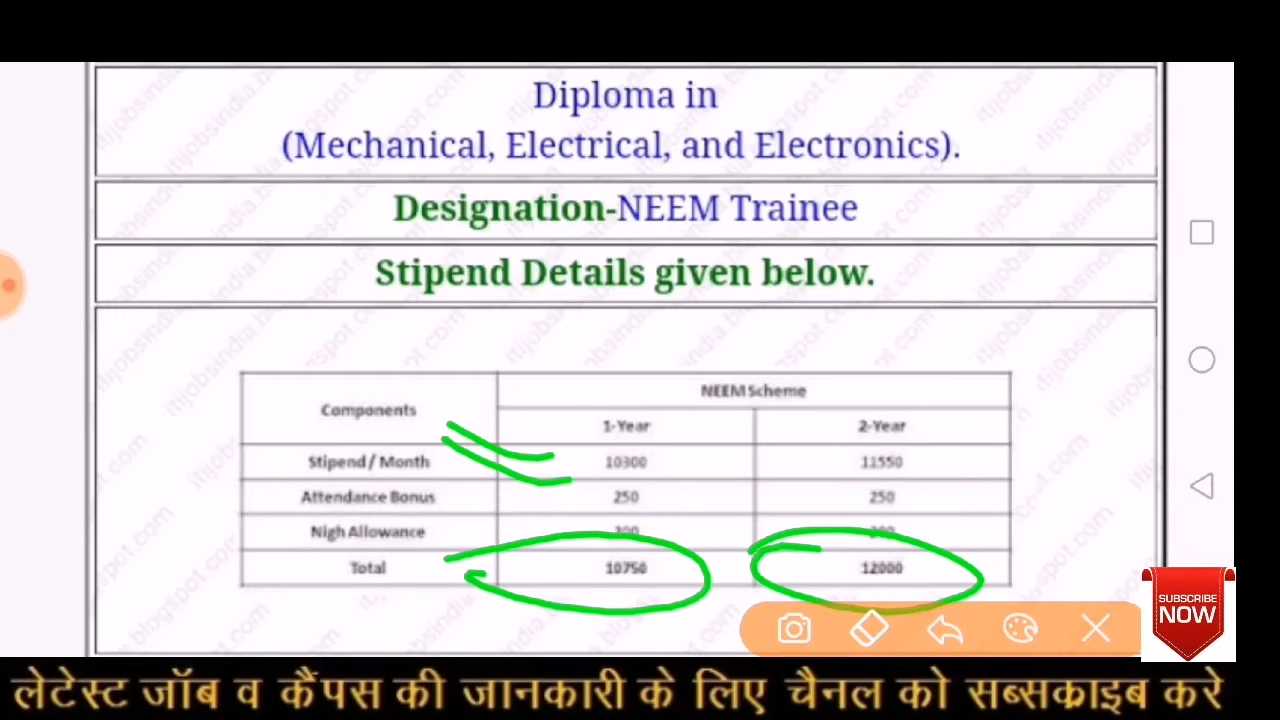 Diploma in
(Mechanical, Electrical, and Electronics).
Designation-NEEM Trainee
Stipend Details given below.
Components NEEM Scheme
1-Year 2-Year
Stipend / Month 10300 11550
Attendance Bonus 250 250
Nigh Allowance 200 200
Total 10750 12000
SUBSCRIBE
NOW
लेटेस्ट जॉब व कैंपस की जानकारी के लिए चैनल को सब्सक्राइब करे